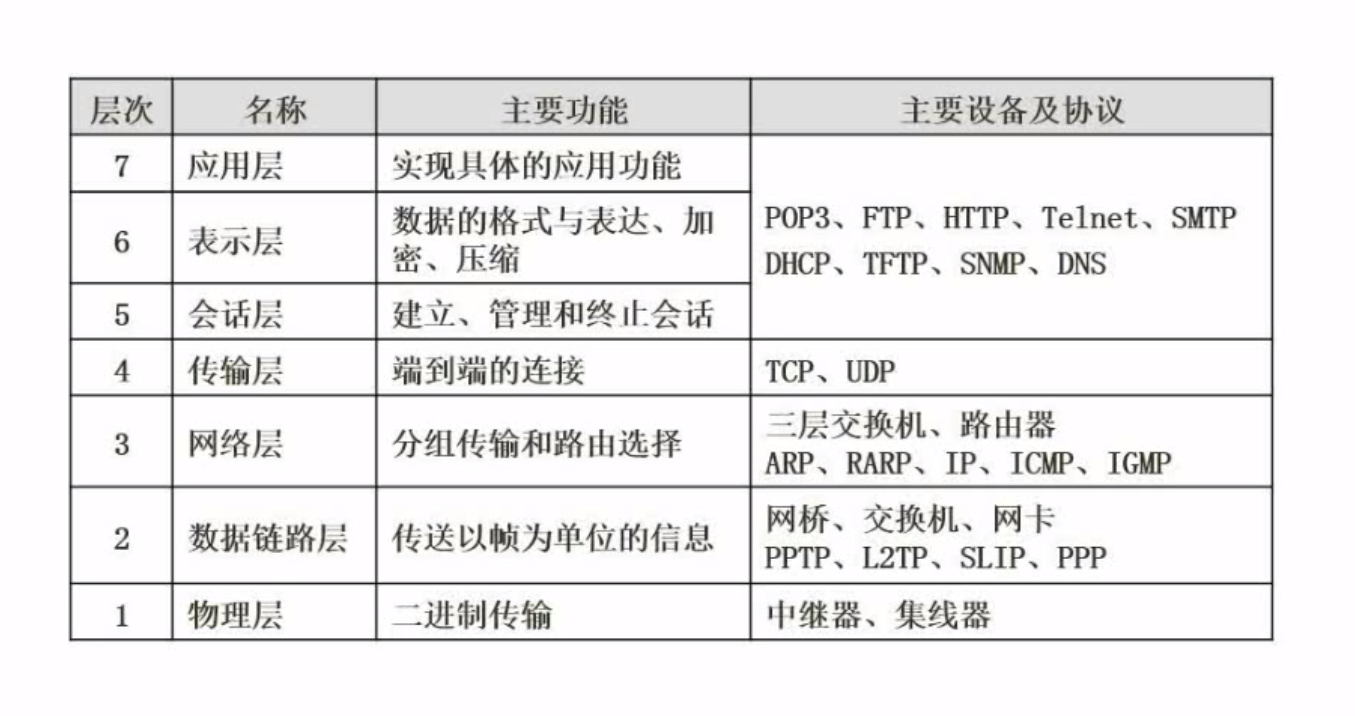 层次 名称 主要功能 主要设备及协议
7 应用层 实现具体的应用功能
6 表示层 数据的格式与表达、加
密、压缩
POP3、FTP、HTTP、Telnet、SMTP
DHCP、TFTP、SNMP、DNS
5 会话层 建立、管理和终止会话
4 传输层 端到端的连接 TCP、UDP
3 网络层 分组传输和路由选择 三层交换机、路由器
ARP、RARP、IP、ICMP、IGMP
2 数据链路层 传送以帧为单位的信息 网桥、交换机、网卡
PPTP、L2TP、SLIP、PPP
1 物理层 二进制传输 中继器、集线器